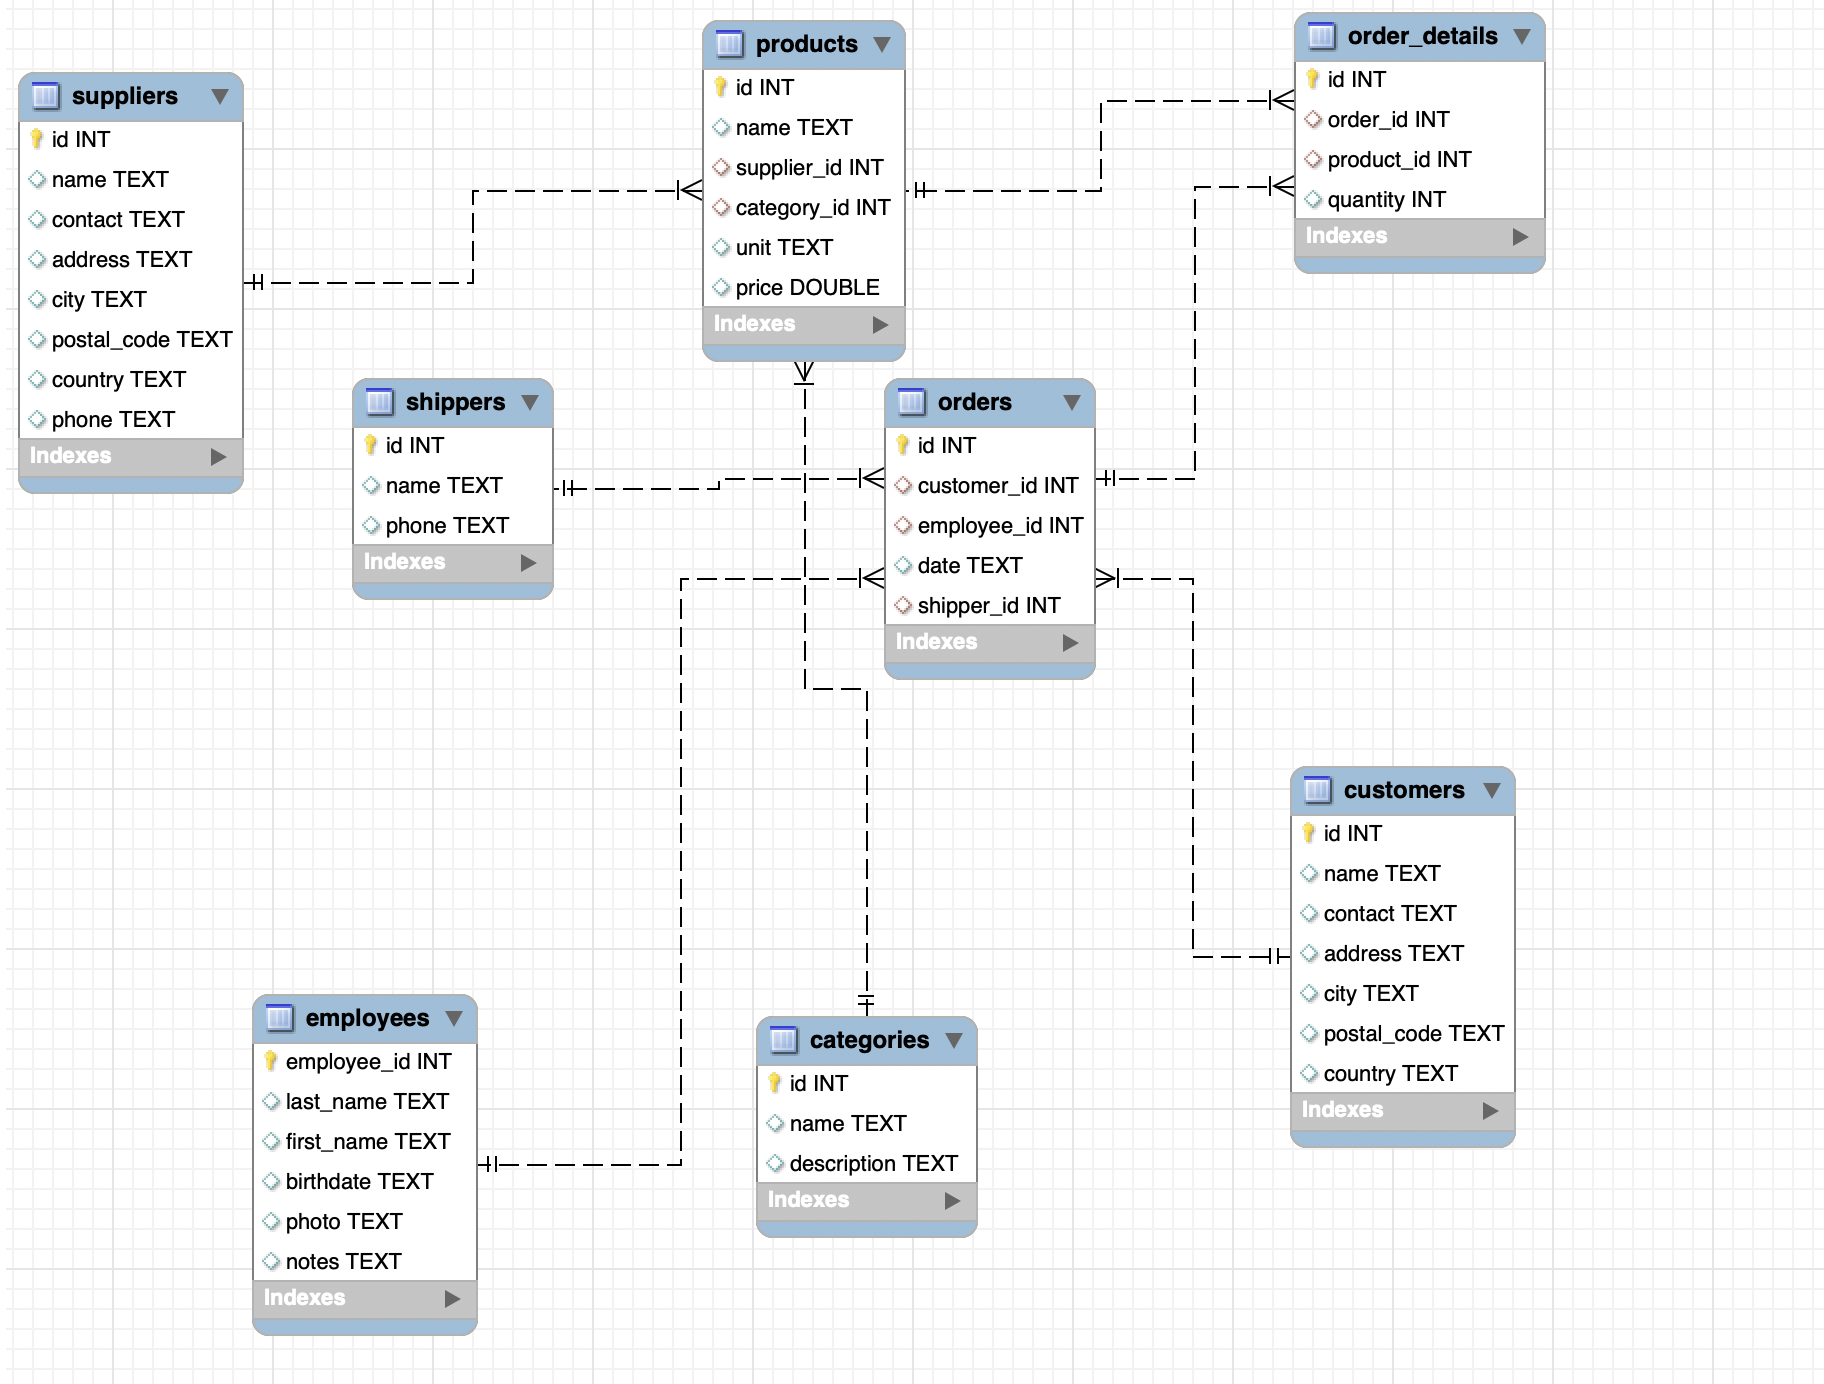 suppliers
id INT
name TEXT
contact TEXT
address TEXT
city TEXT
postal_code TEXT
country TEXT
phone TEXT
Indexes
products
id INT
name TEXT
supplier_id INT
category_id INT
unit TEXT
price DOUBLE
Indexes
order_details
id INT
order_id INT
product_id INT
quantity INT
Indexes
shippers
id INT
name TEXT
phone TEXT
Indexes
orders
id INT
customer_id INT
employee_id INT
date TEXT
shipper_id INT
Indexes
customers
id INT
name TEXT
contact TEXT
address TEXT
city TEXT
postal_code TEXT
country TEXT
Indexes
employees
employee_id INT
last_name TEXT
first_name TEXT
birthdate TEXT
photo TEXT
notes TEXT
Indexes
categories
id INT
name TEXT
description TEXT
Indexes